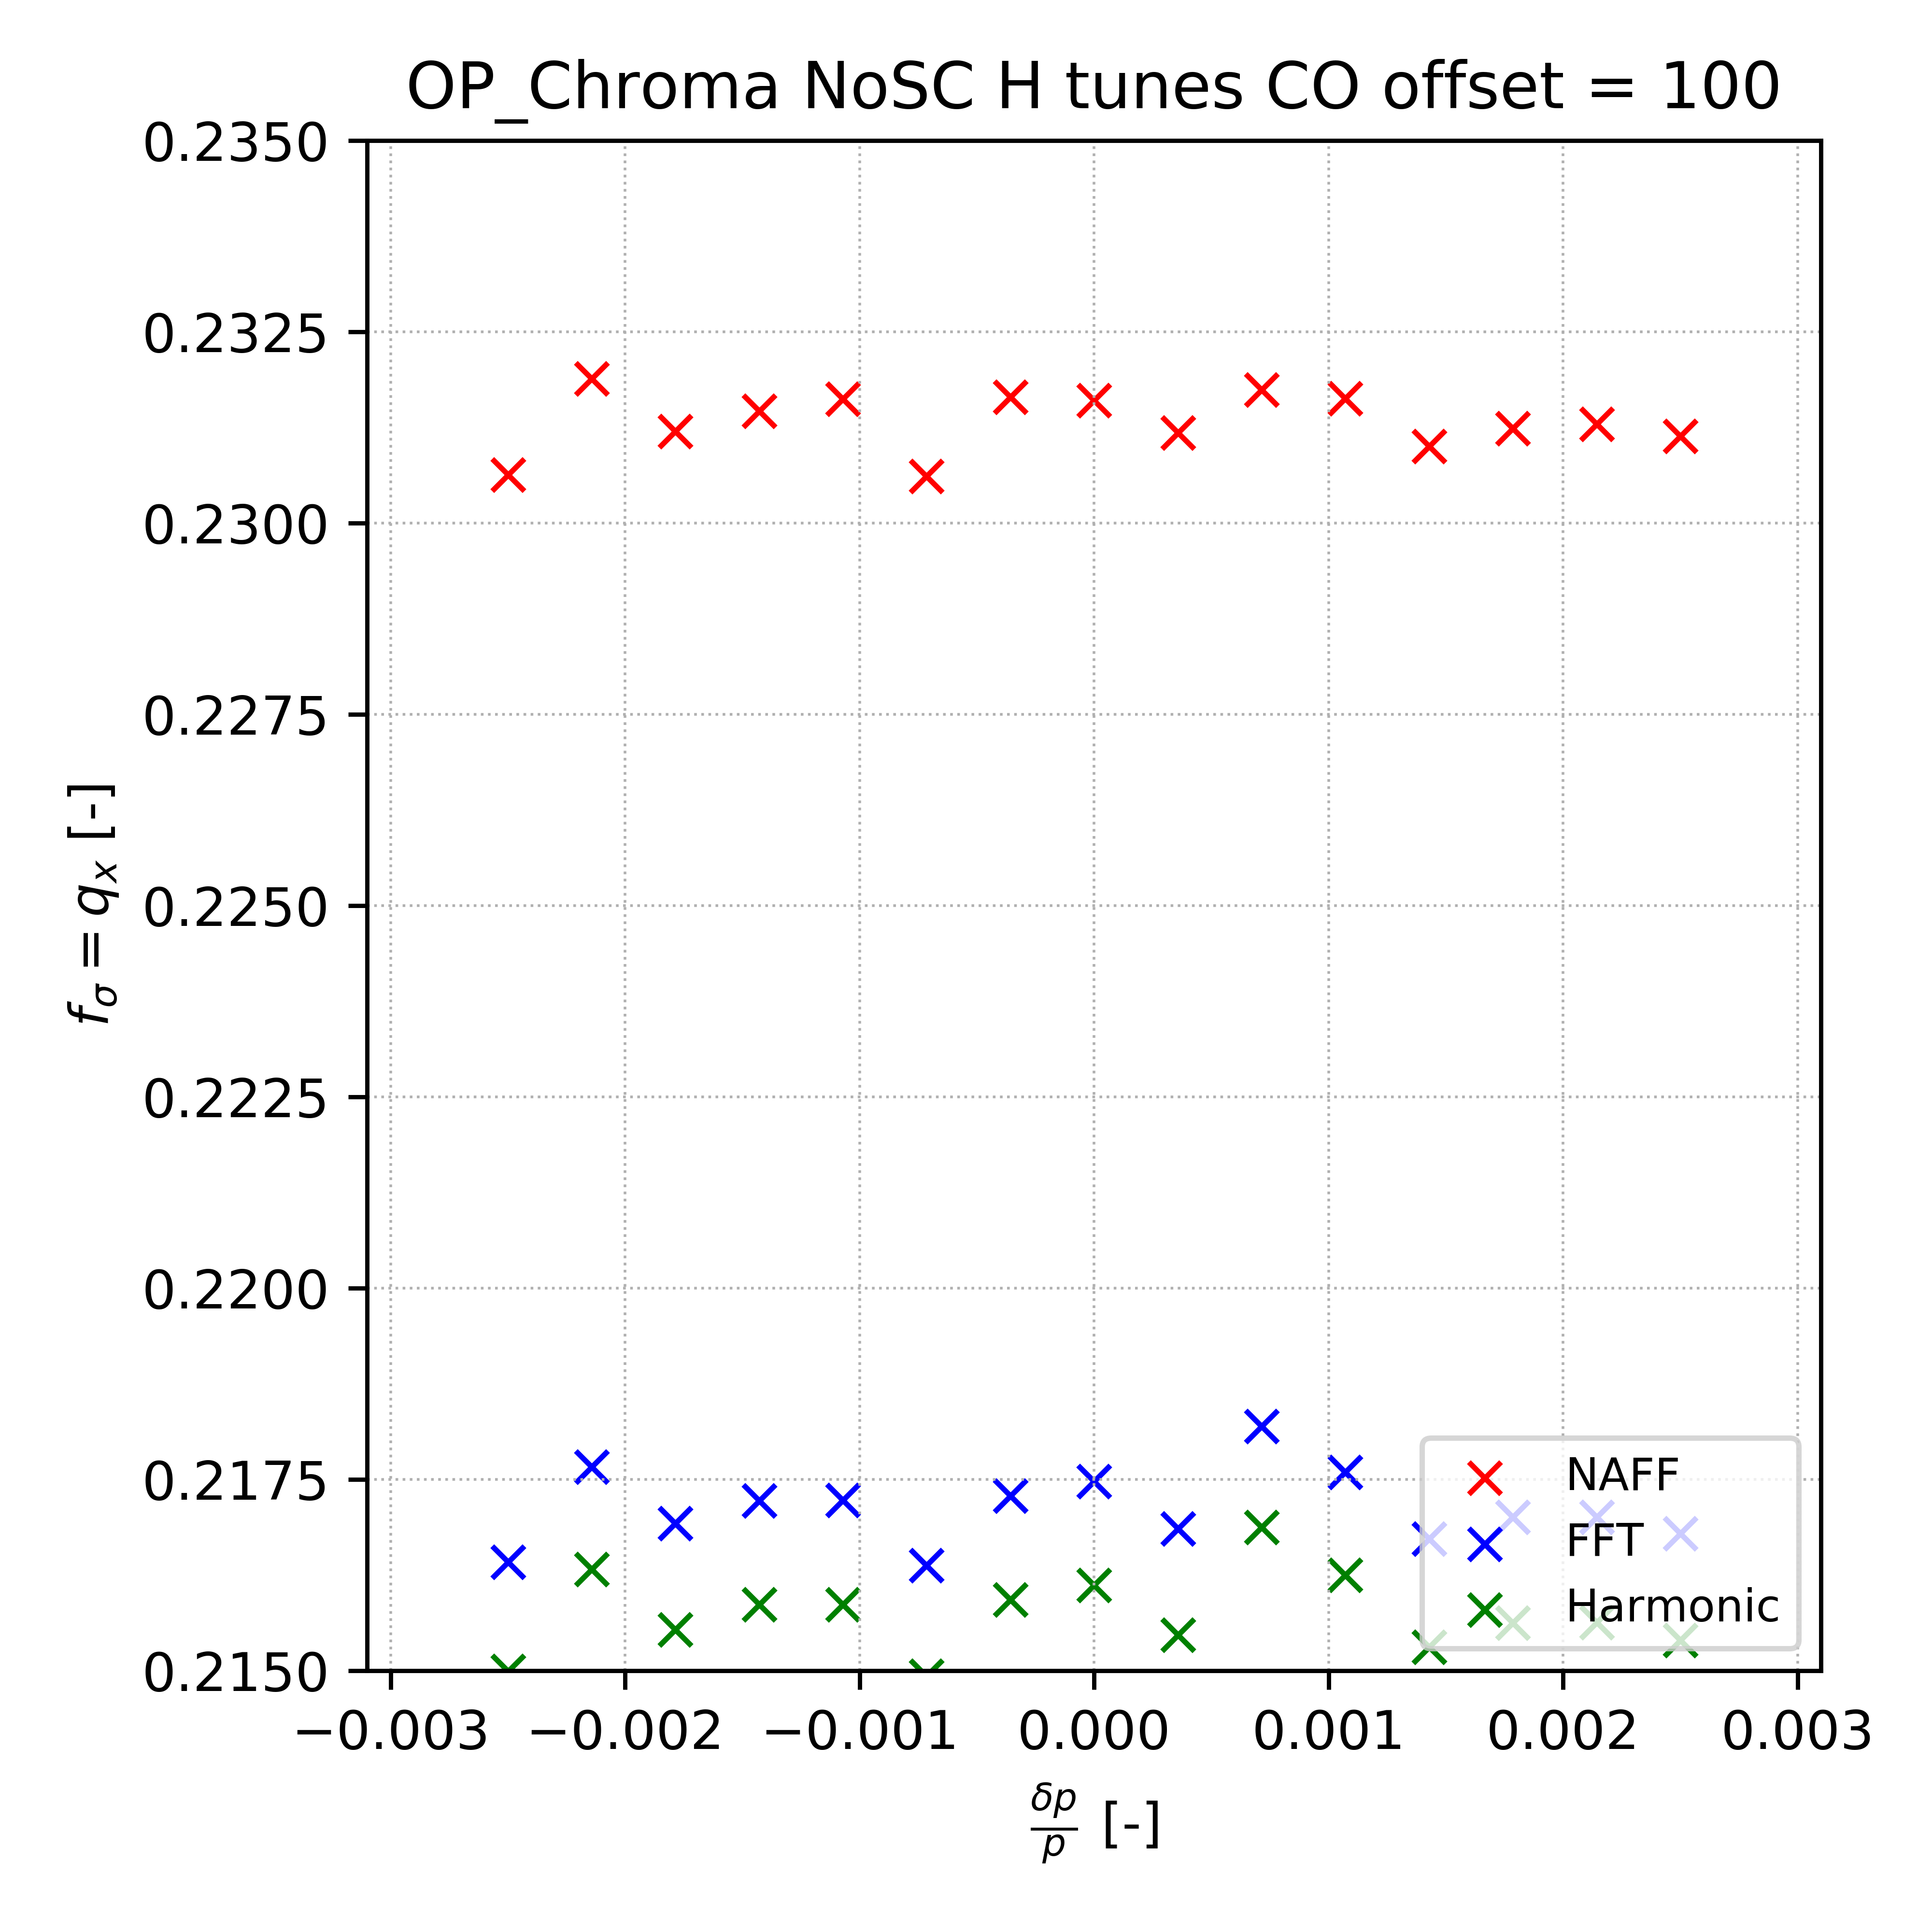 OP_Chroma NoSC H tunes CO offset = 100
0.2350
0.2325
0.2300
0.2275
0.2250
0.2225
0.2200
0.2175
0.2150
f_σ = q_x [-]
NAFF
FFT
Harmonic
−0.003 −0.002 −0.001 0.000 0.001 0.002 0.003
δp/p [-]